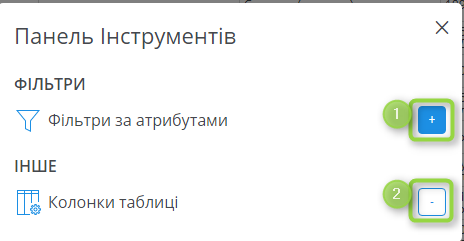 Панель Інструментів
ФІЛЬТРИ
Фільтри за атрибутами 1 +
ІНШЕ
Колонки таблиці 2 -